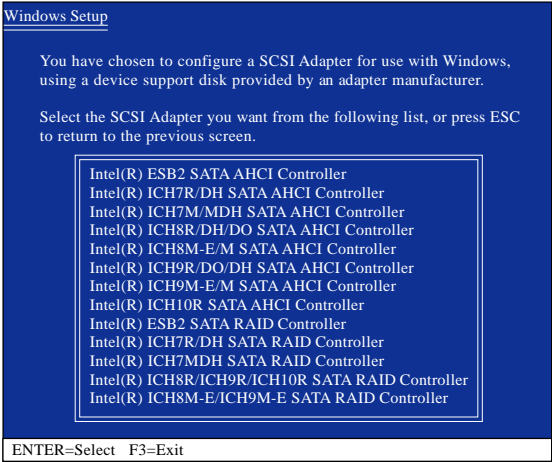 Windows Setup
You have chosen to configure a SCSI Adapter for use with Windows,
using a device support disk provided by an adapter manufacturer.
Select the SCSI Adapter you want from the following list, or press ESC
to return to the previous screen.
Intel(R) ESB2 SATA AHCI Controller
Intel(R) ICH7R/DH SATA AHCI Controller
Intel(R) ICH7M/MDH SATA AHCI Controller
Intel(R) ICH8R/DH/DO SATA AHCI Controller
Intel(R) ICH8M-E/M SATA AHCI Controller
Intel(R) ICH9R/DO/DH SATA AHCI Controller
Intel(R) ICH9M-E/M SATA AHCI Controller
Intel(R) ICH10R SATA AHCI Controller
Intel(R) ESB2 SATA RAID Controller
Intel(R) ICH7R/DH SATA RAID Controller
Intel(R) ICH7MDH SATA RAID Controller
Intel(R) ICH8R/ICH9R/ICH10R SATA RAID Controller
Intel(R) ICH8M-E/ICH9M-E SATA RAID Controller
ENTER=Select F3=Exit